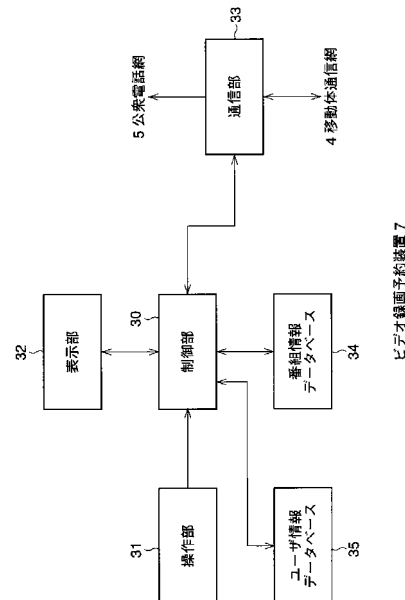 31
操作部
32
表示部
30
制御部
5 公衆電話網
33
通信部
4 移動体通信網
ユーザ情報
データベース
35
番組情報
データベース
34
ビデオ録画予約装置 7